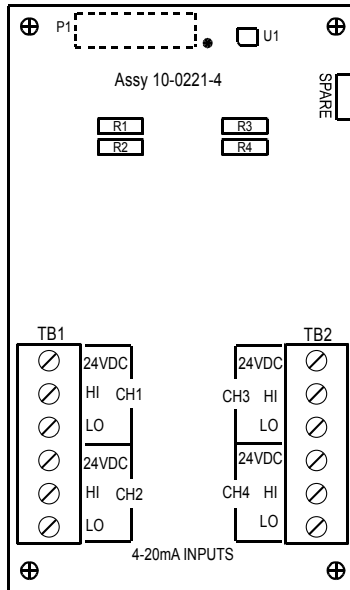 P1
U1
Assy 10-0221-4
SPARE
R1 R3
R2 R4
TB1 TB2
24VDC 24VDC
HI CH1 CH3 HI
LO LO
24VDC 24VDC
HI CH2 CH4 HI
LO LO
4-20mA INPUTS